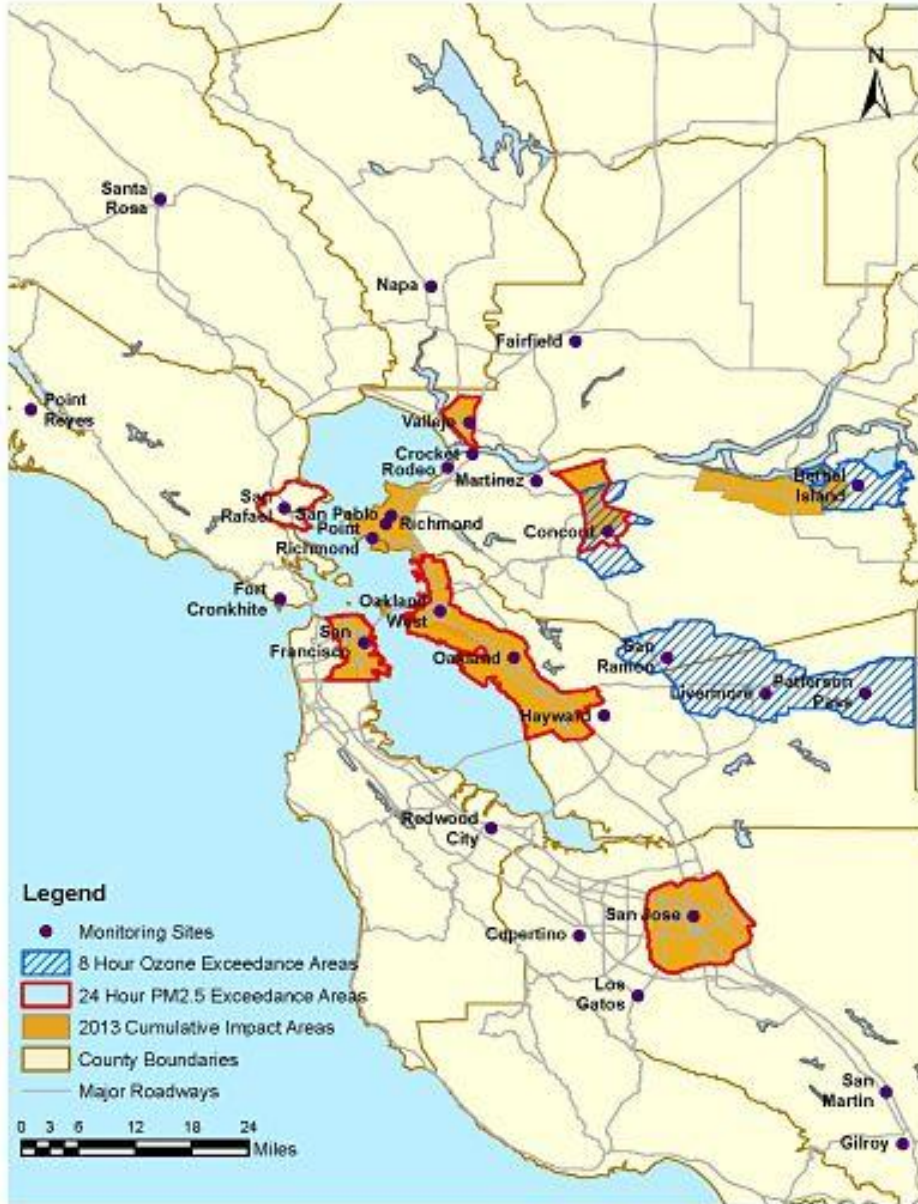 N
Santa
Rosa
Napa
Fairfield
Point
Reyes
Vallejo
Crocket
Rodeo
Martinez
Bethel
Island
San
Rafael
San Pablo
Point
Richmond
Richmond
Concont
Fort
Cronkhite
Oakland
West
San
Francisco
Oakland
San
Ramon
Livermore
Patterson
Pass
Hayward
Redwood
City
San Jose
Cupertino
Los
Gatos
San
Martin
Gilroy
Legend
Monitoring Sites
8 Hour Ozone Exceedance Areas
24 Hour PM2.5 Exceedance Areas
2013 Cumulative Impact Areas
County Boundaries
Major Roadways
0 3 6 12 18 24
Miles